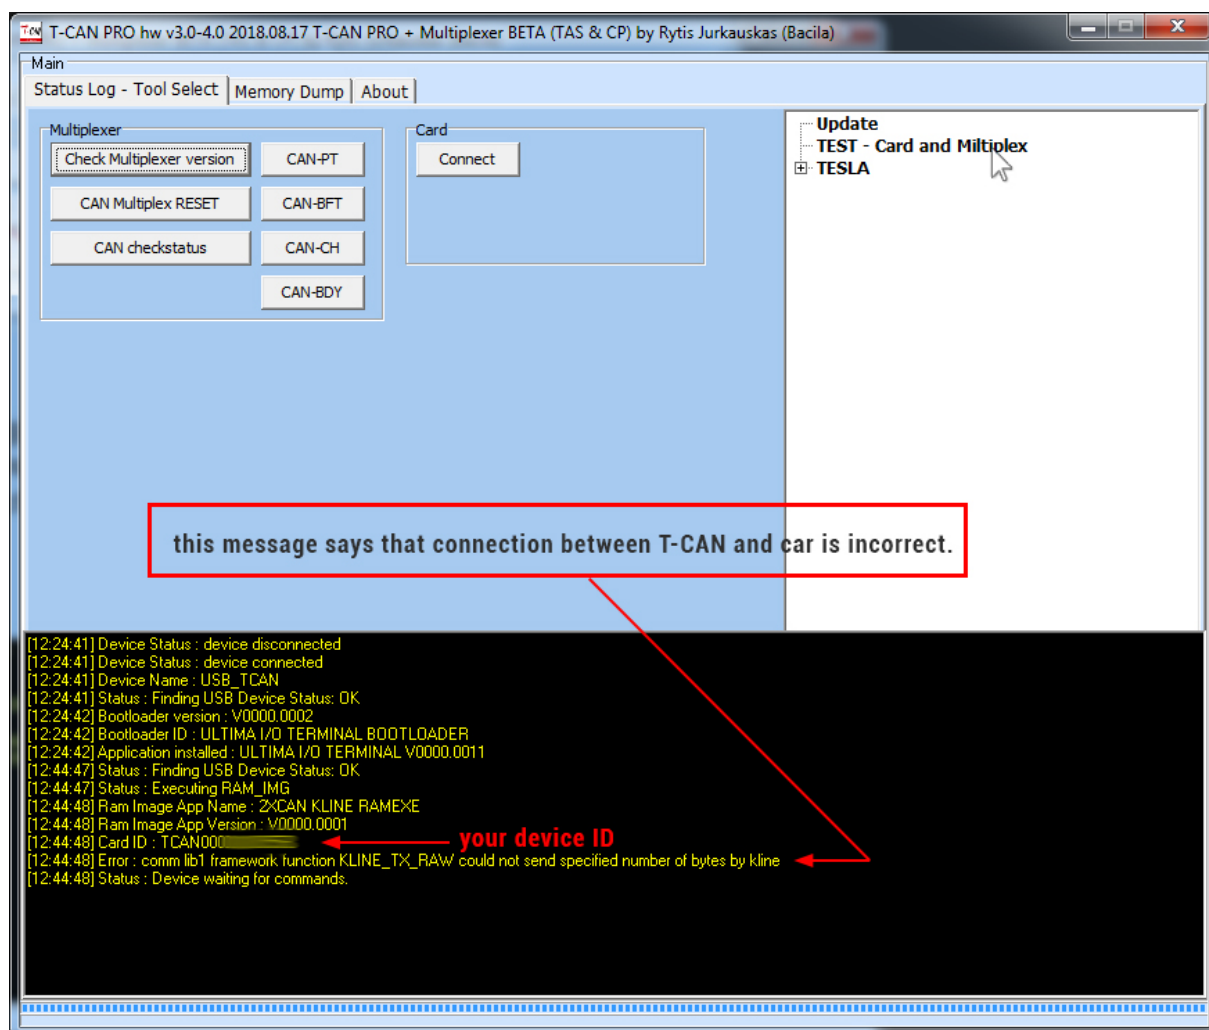 T-CAN PRO hw v3.0-4.0 2018.08.17 T-CAN PRO + Multiplexer BETA (TAS & CP) by Rytis Jurkauskas (Bacila)
Main
Status Log - Tool Select
Memory Dump
About
Multiplexer
Check Multiplexer version
CAN-PT
CAN Multiplex RESET
CAN-BFT
CAN checkstatus
CAN-CH
CAN-BDY
Card
Connect
Update
TEST - Card and Miltiplex
TESLA
this message says that connection between T-CAN and car is incorrect.
[12:24:41] Device Status : device disconnected
[12:24:41] Device Status : device connected
[12:24:41] Device Name : USB_TCAN
[12:24:41] Status : Finding USB Device Status: OK
[12:24:42] Bootloader version : V0000.0002
[12:24:42] Bootloader ID : ULTIMA I/O TERMINAL BOOTLOADER
[12:24:42] Application installed : ULTIMA I/O TERMINAL V0000.0011
[12:44:47] Status : Finding USB Device Status: OK
[12:44:47] Status : Executing RAM_IMG
[12:44:48] Ram Image App Name : 2XCAN KLINE RAMEXE
[12:44:48] Ram Image App Version : V0000.0001
[12:44:48] Card ID : TCAN000
your device ID
[12:44:48] Error : comm lib1 framework function KLINE_TX_RAW could not send specified number of bytes by kline
[12:44:48] Status : Device waiting for commands.